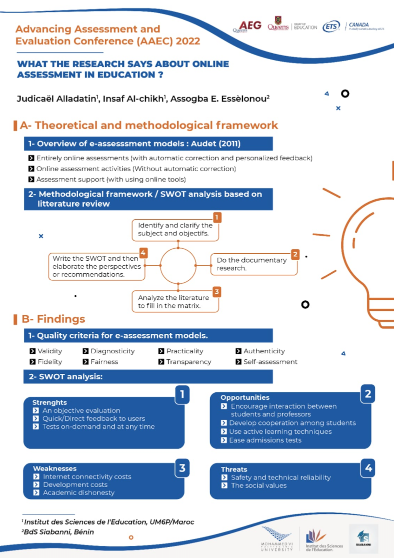 Advancing Assessment and
Evaluation Conference (AAEC) 2022
AEG
Queen's
EDUCATION
ETS
CANADA
WHAT THE RESEARCH SAYS ABOUT ONLINE
ASSESSMENT IN EDUCATION ?
Judicaël Alladatin¹, Insaf Al-chikh¹, Assogba E. Essèlonou²
A- Theoretical and methodological framework
1- Overview of e-assesssment models : Audet (2011)
Entirely online assessments (with automatic correction and personalized feedback)
Online assessment activities (Without automatic correction)
Assessment support (with using online tools)
2- Methodological framework / SWOT analysis based on
litterature review
1
Identify and clarify the
subject and objectifs.
4
Write the SWOT and then
elaborate the perspectives
or recommendations.
2
Do the documentary
research.
3
Analyze the literature
to fill in the matrix.
B- Findings
1- Quality criteria for e-assessment models.
Validity Diagnosticity Practicality Authenticity
Fidelity Fairness Transparency Self-assessment
2- SWOT analysis:
1
Strenghts
An objective evaluation
Quick/Direct feedback to users
Tests on-demand and at any time
2
Opportunities
Encourage interaction between
students and professors
Develop cooperation among students
Use active learning techniques
Ease admissions tests
3
Weaknesses
Internet connectivity costs
Development costs
Academic dishonesty
4
Threats
Safety and technical reliability
The social values
¹Institut des Sciences de l'Education, UM6P/Maroc
²BdS Siabanni, Bénin
MOHAMMED VI
UNIVERSITY
Institut des Sciences
de l'Education